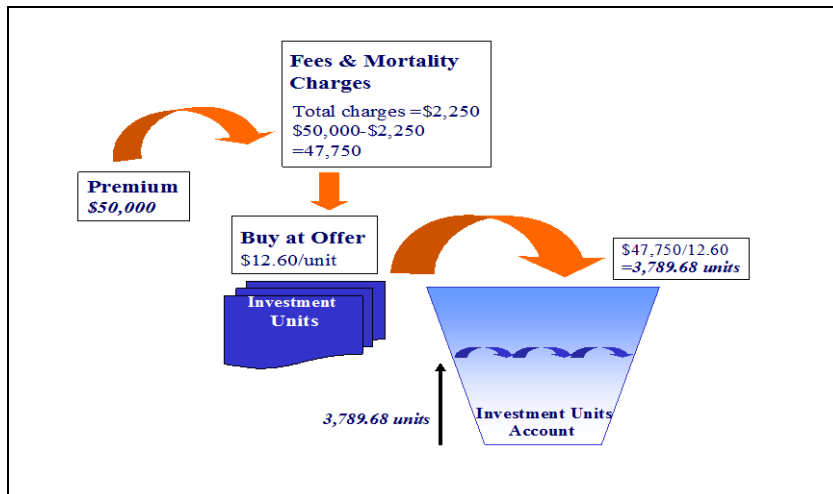 Fees & Mortality
Charges
Total charges =$2,250
$50,000-$2,250
=47,750
Premium
$50,000
Buy at Offer
$12.60/unit
$47,750/12.60
=3,789.68 units
Investment
Units
3,789.68 units
Investment Units
Account